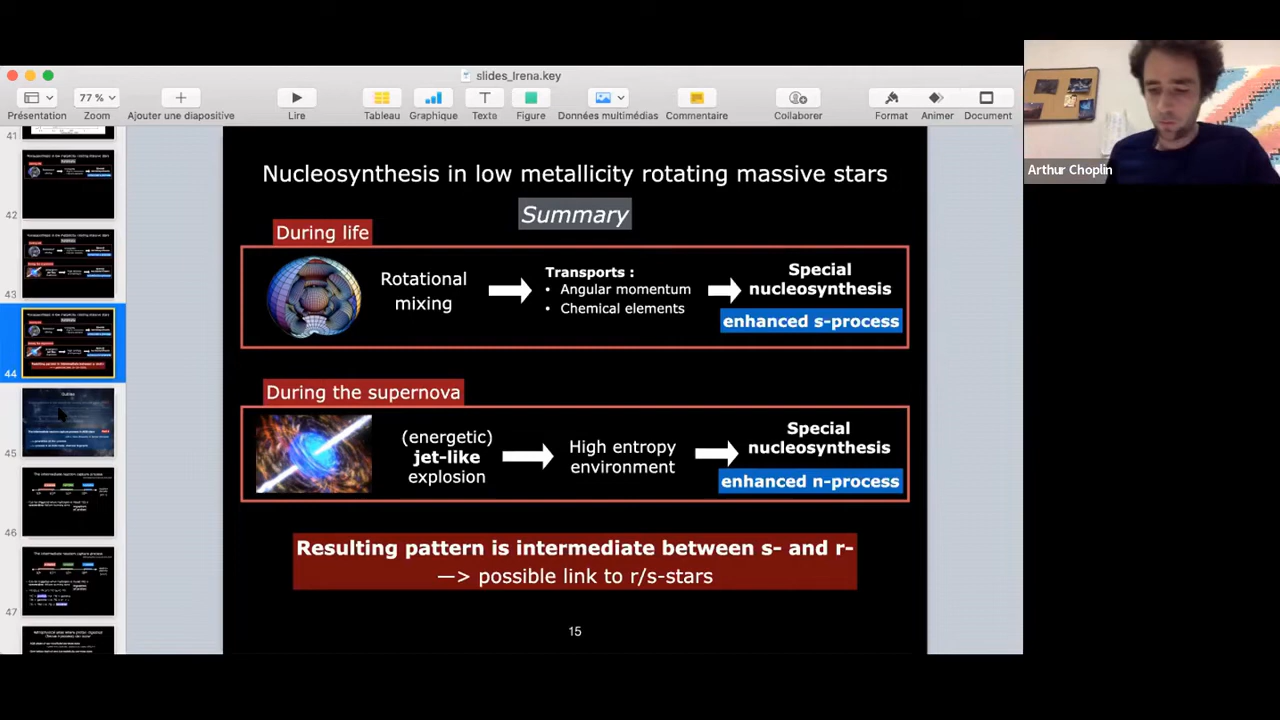 slides_Irena.key
77 %
Présentation
Zoom
Ajouter une diapositive
Lire
Tableau
Graphique
Texte
Figure
Données multimédias
Commentaire
Collaborer
Format
Animer
Document
41
42
43
44
45
46
47
Nucleosynthesis in low metallicity rotating massive stars
Summary
During life
Rotational
mixing
Transports :
• Angular momentum
• Chemical elements
Special
nucleosynthesis
enhanced s-process
During the supernova
(energetic)
jet-like
explosion
High entropy
environment
Special
nucleosynthesis
enhanced n-process
Resulting pattern is intermediate between s- and r-
—> possible link to r/s-stars
15
Arthur Choplin